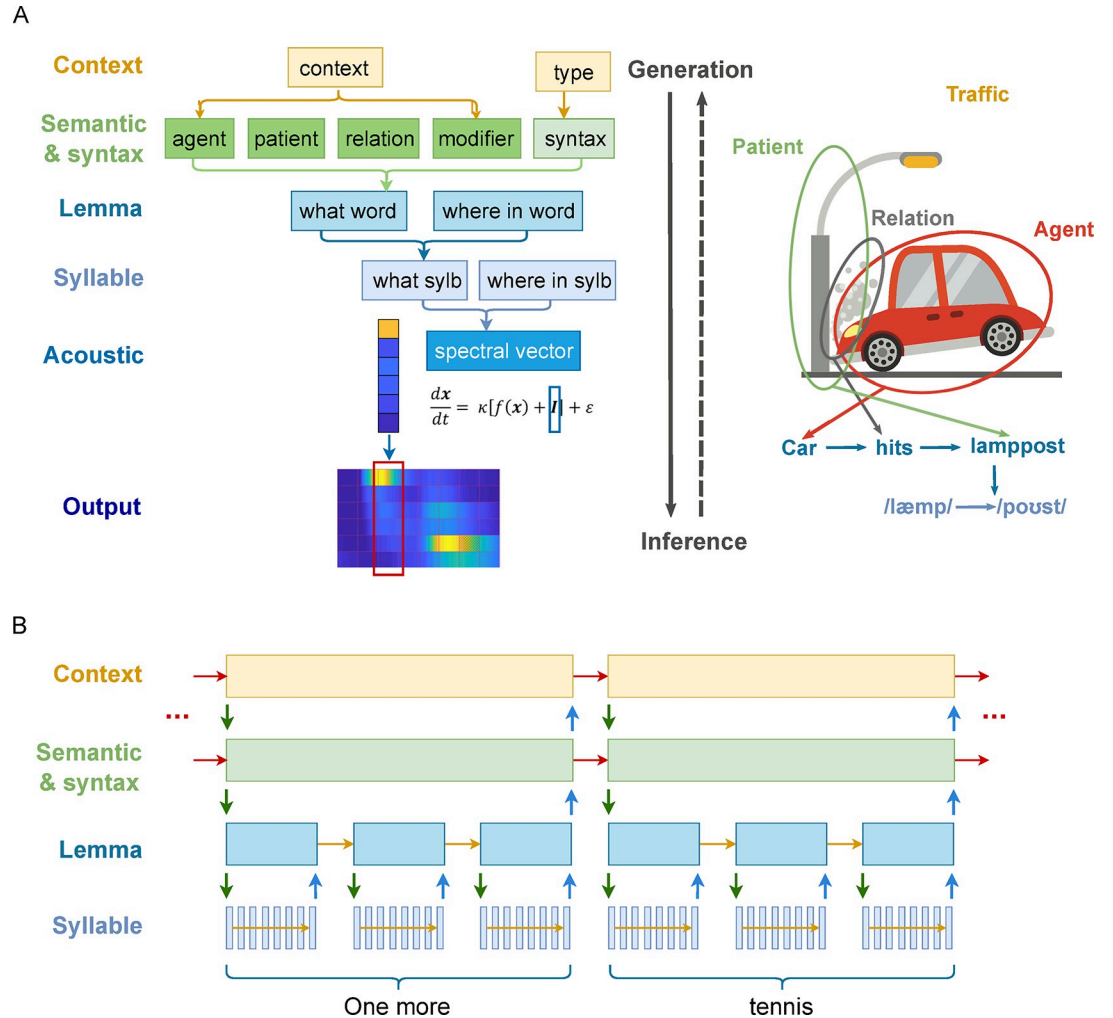 A
Context
context
type
Generation
Traffic
Semantic
& syntax
agent
patient
relation
modifier
syntax
Patient
Relation
Agent
Lemma
what word
where in word
Syllable
what sylb
where in sylb
Acoustic
spectral vector
dx/dt = κ[f(x) + I] + ε
Car
hits
lamppost
/læmp/
/poʊst/
Output
Inference
B
Context
...
...
Semantic
& syntax
Lemma
Syllable
One more
tennis